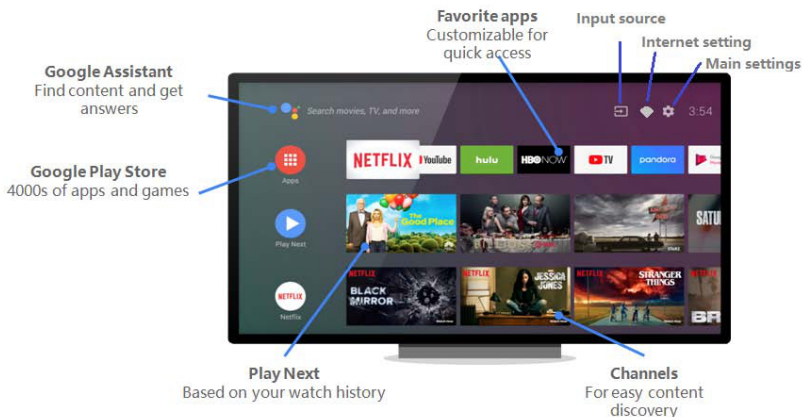 Favorite apps
Customizable for
quick access
Input source
Internet setting
Main settings
Google Assistant
Find content and get
answers
Search movies, TV, and more
3:54
Google Play Store
4000s of apps and games
Apps
NETFLIX
YouTube
hulu
HBO NOW
TV
pandora
Play Next
The
Good Place
SATU
NETFLIX
BLACK
MIRROR
NETFLIX
JESSICA
JONES
NETFLIX
STRANGER
THINGS
BR
NETFLIX
Netflix
Play Next
Based on your watch history
Channels
For easy content
discovery